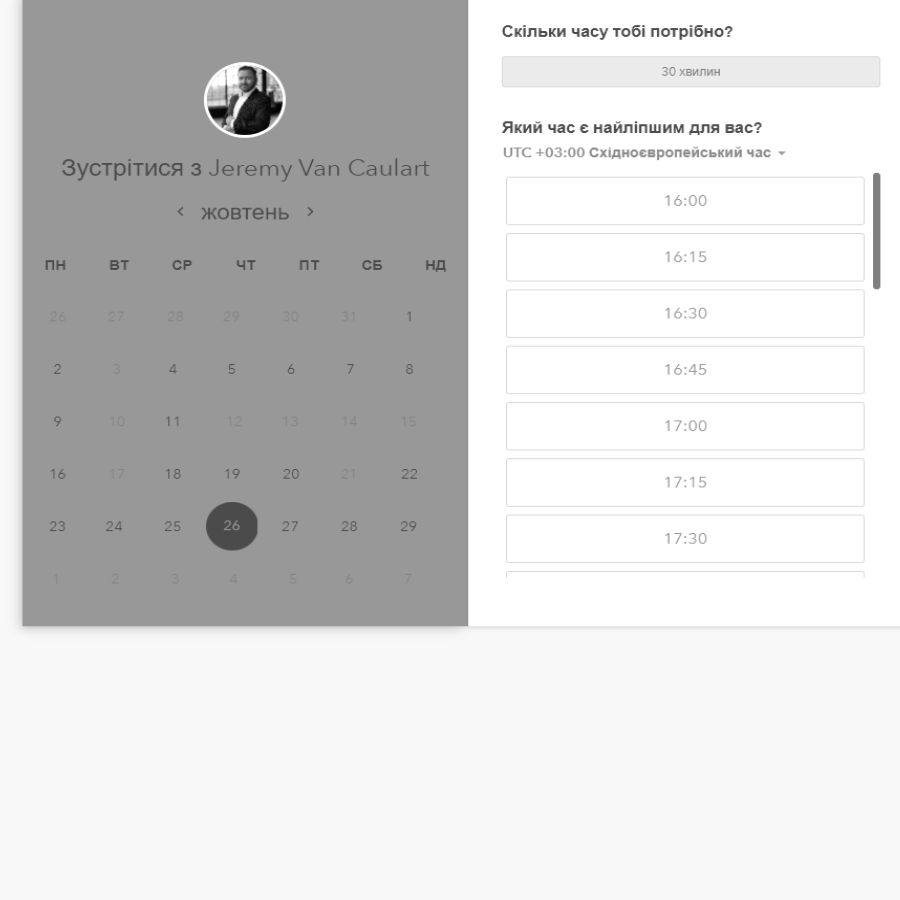 Зустрітися з Jeremy Van Caulart
жовтень
ПН ВТ СР ЧТ ПТ СБ НД
26 27 28 29 30 31 1
2 3 4 5 6 7 8
9 10 11 12 13 14 15
16 17 18 19 20 21 22
23 24 25 26 27 28 29
1 2 3 4 5 6 7
Скільки часу тобі потрібно?
30 хвилин
Який час є найліпшим для вас?
UTC +03:00 Східноєвропейський час
16:00
16:15
16:30
16:45
17:00
17:15
17:30